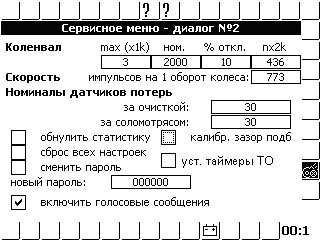 ? ?
Сервисное меню - диалог №2
Коленвал max (x1k) ном. % откл. nx2k
3 2000 10 436
Скорость импульсов на 1 оборот колеса: 773
Номиналы датчиков потерь
за очисткой: 30
за соломотрясом: 30
обнулить статистику калибр. зазор подб
сброс всех настроек
уст. таймеры ТО
сменить пароль
новый пароль: 000000
включить голосовые сообщения
00:1